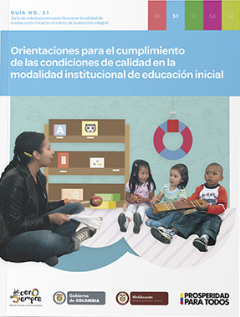 GUÍA NO. 51
Serie de orientaciones para favorecer la calidad de
la educación inicial en el marco de la atención integral
50 51 52 53 54
Orientaciones para el cumplimiento
de las condiciones de calidad en la
modalidad institucional de educación inicial
de cero
a Siempre
Gobierno
de COLOMBIA
MinEducación
PROSPERIDAD
PARA TODOS